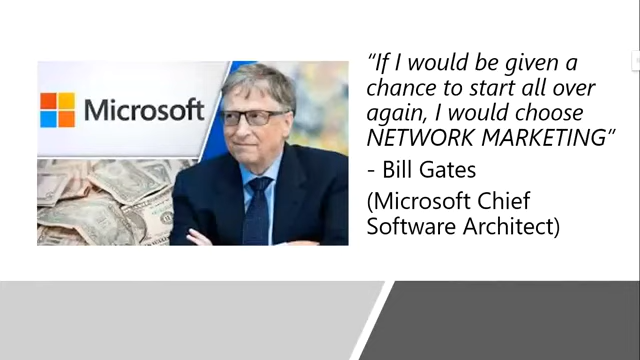 Microsoft
“If I would be given a
chance to start all over
again, I would choose
NETWORK MARKETING”
- Bill Gates
(Microsoft Chief
Software Architect)